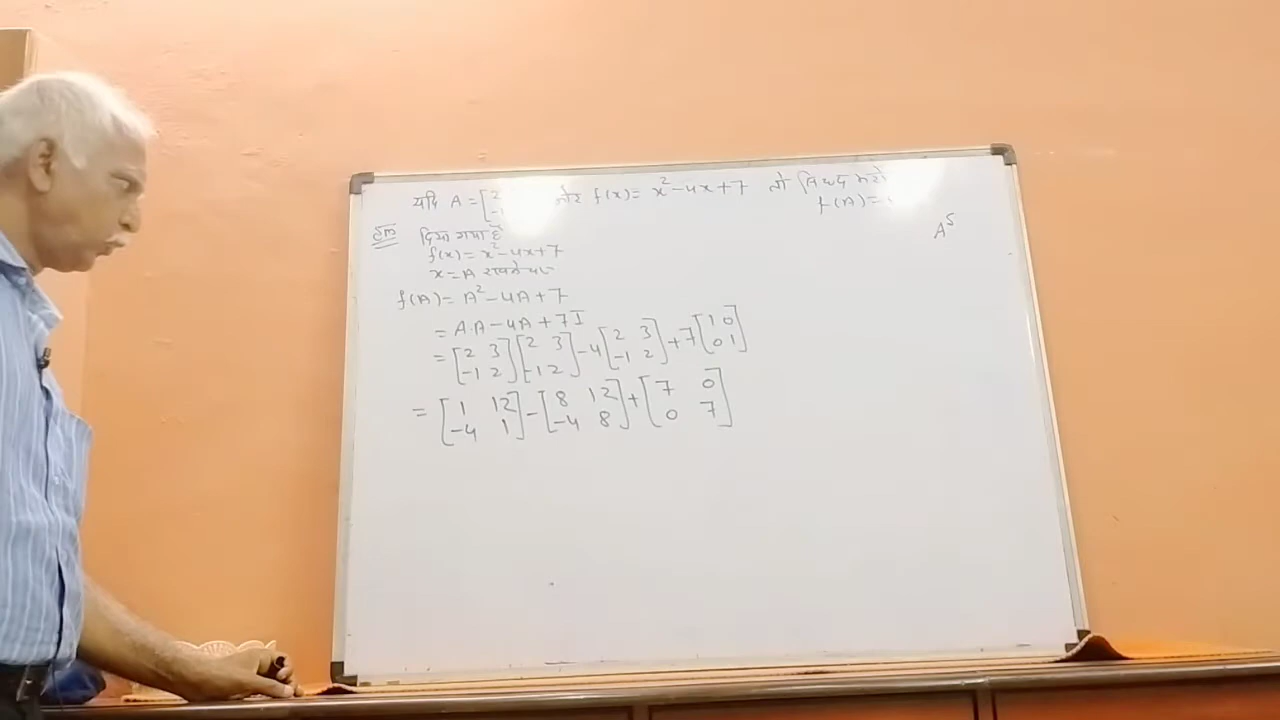 यदि A = [2 और f(x) = x² - 4x + 7 तो सिद्ध करो
-1
f(A) =
A⁵
हल दिया गया है
f(x) = x² - 4x + 7
x = A रखने पर
f(A) = A² - 4A + 7
= A.A - 4A + 7I
= [2 3 -1 2] [2 3 -1 2] - 4 [2 3 -1 2] + 7 [1 0 0 1]
= [1 12 -4 1] - [8 12 -4 8] + [7 0 0 7]